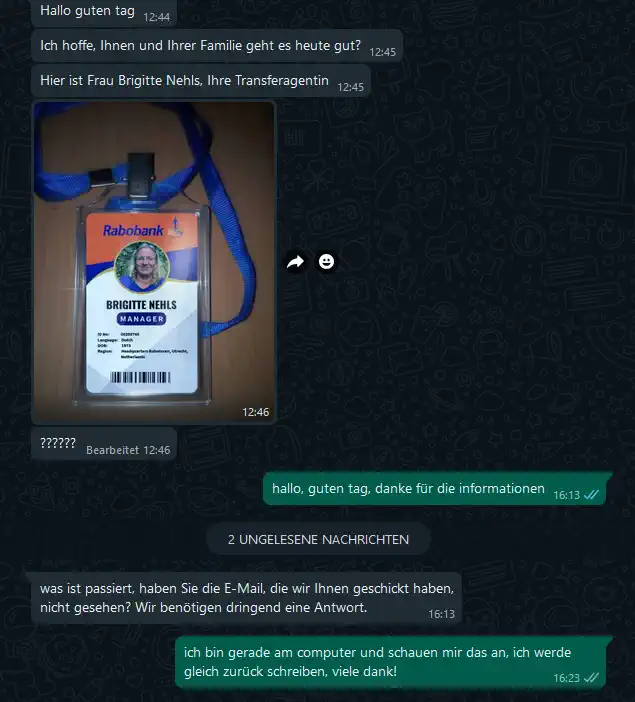 Hallo guten tag 12:44
Ich hoffe, Ihnen und Ihrer Familie geht es heute gut? 12:45
Hier ist Frau Brigitte Nehls, Ihre Transferagentin 12:45
Rabobank
BRIGITTE NEHLS
MANAGER
ID No:
Language: Dutch
DOB: 1973
Region: Headquarters Rabotoren, Utrecht,
Netherlands
12:46
?????? Bearbeitet 12:46
hallo, guten tag, danke für die informationen 16:13
2 UNGELESENE NACHRICHTEN
was ist passiert, haben Sie die E-Mail, die wir Ihnen geschickt haben,
nicht gesehen? Wir benötigen dringend eine Antwort. 16:13
ich bin gerade am computer und schauen mir das an, ich werde
gleich zurück schreiben, viele dank! 16:23